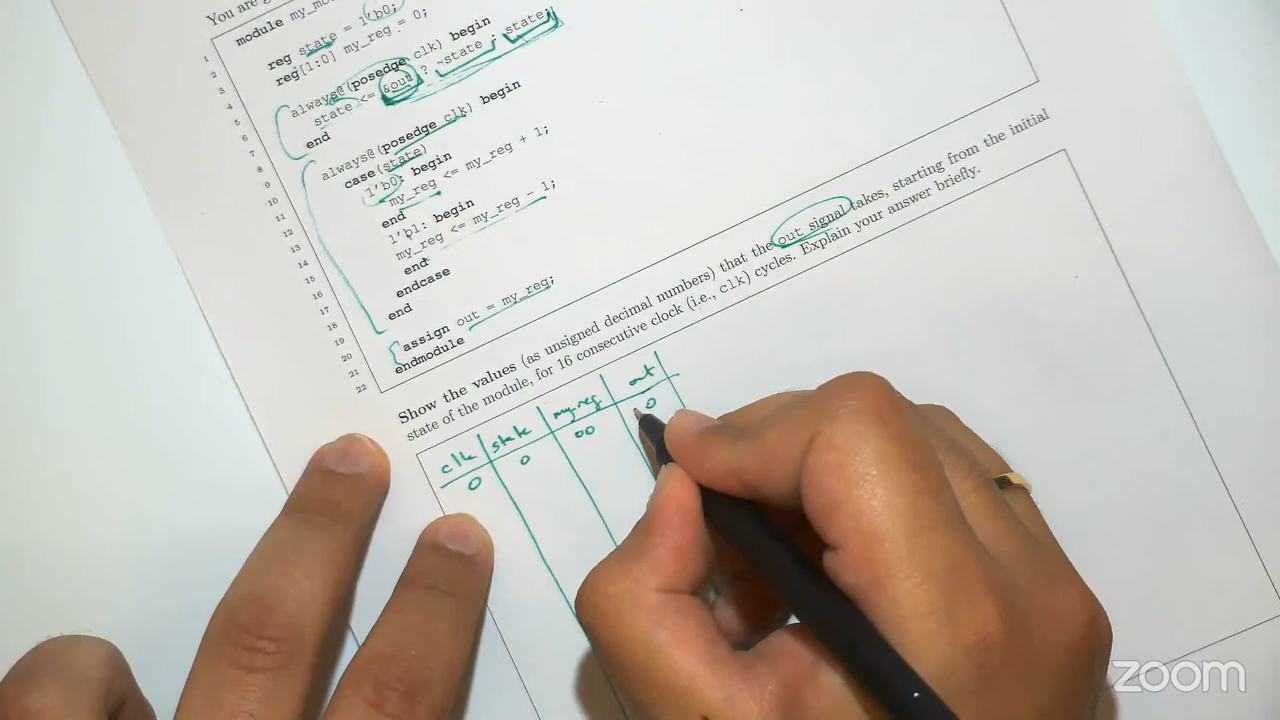 You are
module my_mo
reg state = 1'b0;
reg[1:0] my_reg = 0;
always@(posedge clk) begin
state <= &out ? ~state : state;
end
always@(posedge clk) begin
case(state)
1'b0: begin
my_reg <= my_reg + 1;
end
1'b1: begin
my_reg <= my_reg - 1;
end
endcase
end
assign out = my_reg;
endmodule
1
2
3
4
5
6
7
8
9
10
11
12
13
14
15
16
17
18
19
20
21
22
Show the values (as unsigned decimal numbers) that the out signal takes, starting from the initial
state of the module, for 16 consecutive clock (i.e., clk) cycles. Explain your answer briefly.
clk state my_reg out
0 0 00 0
zoom